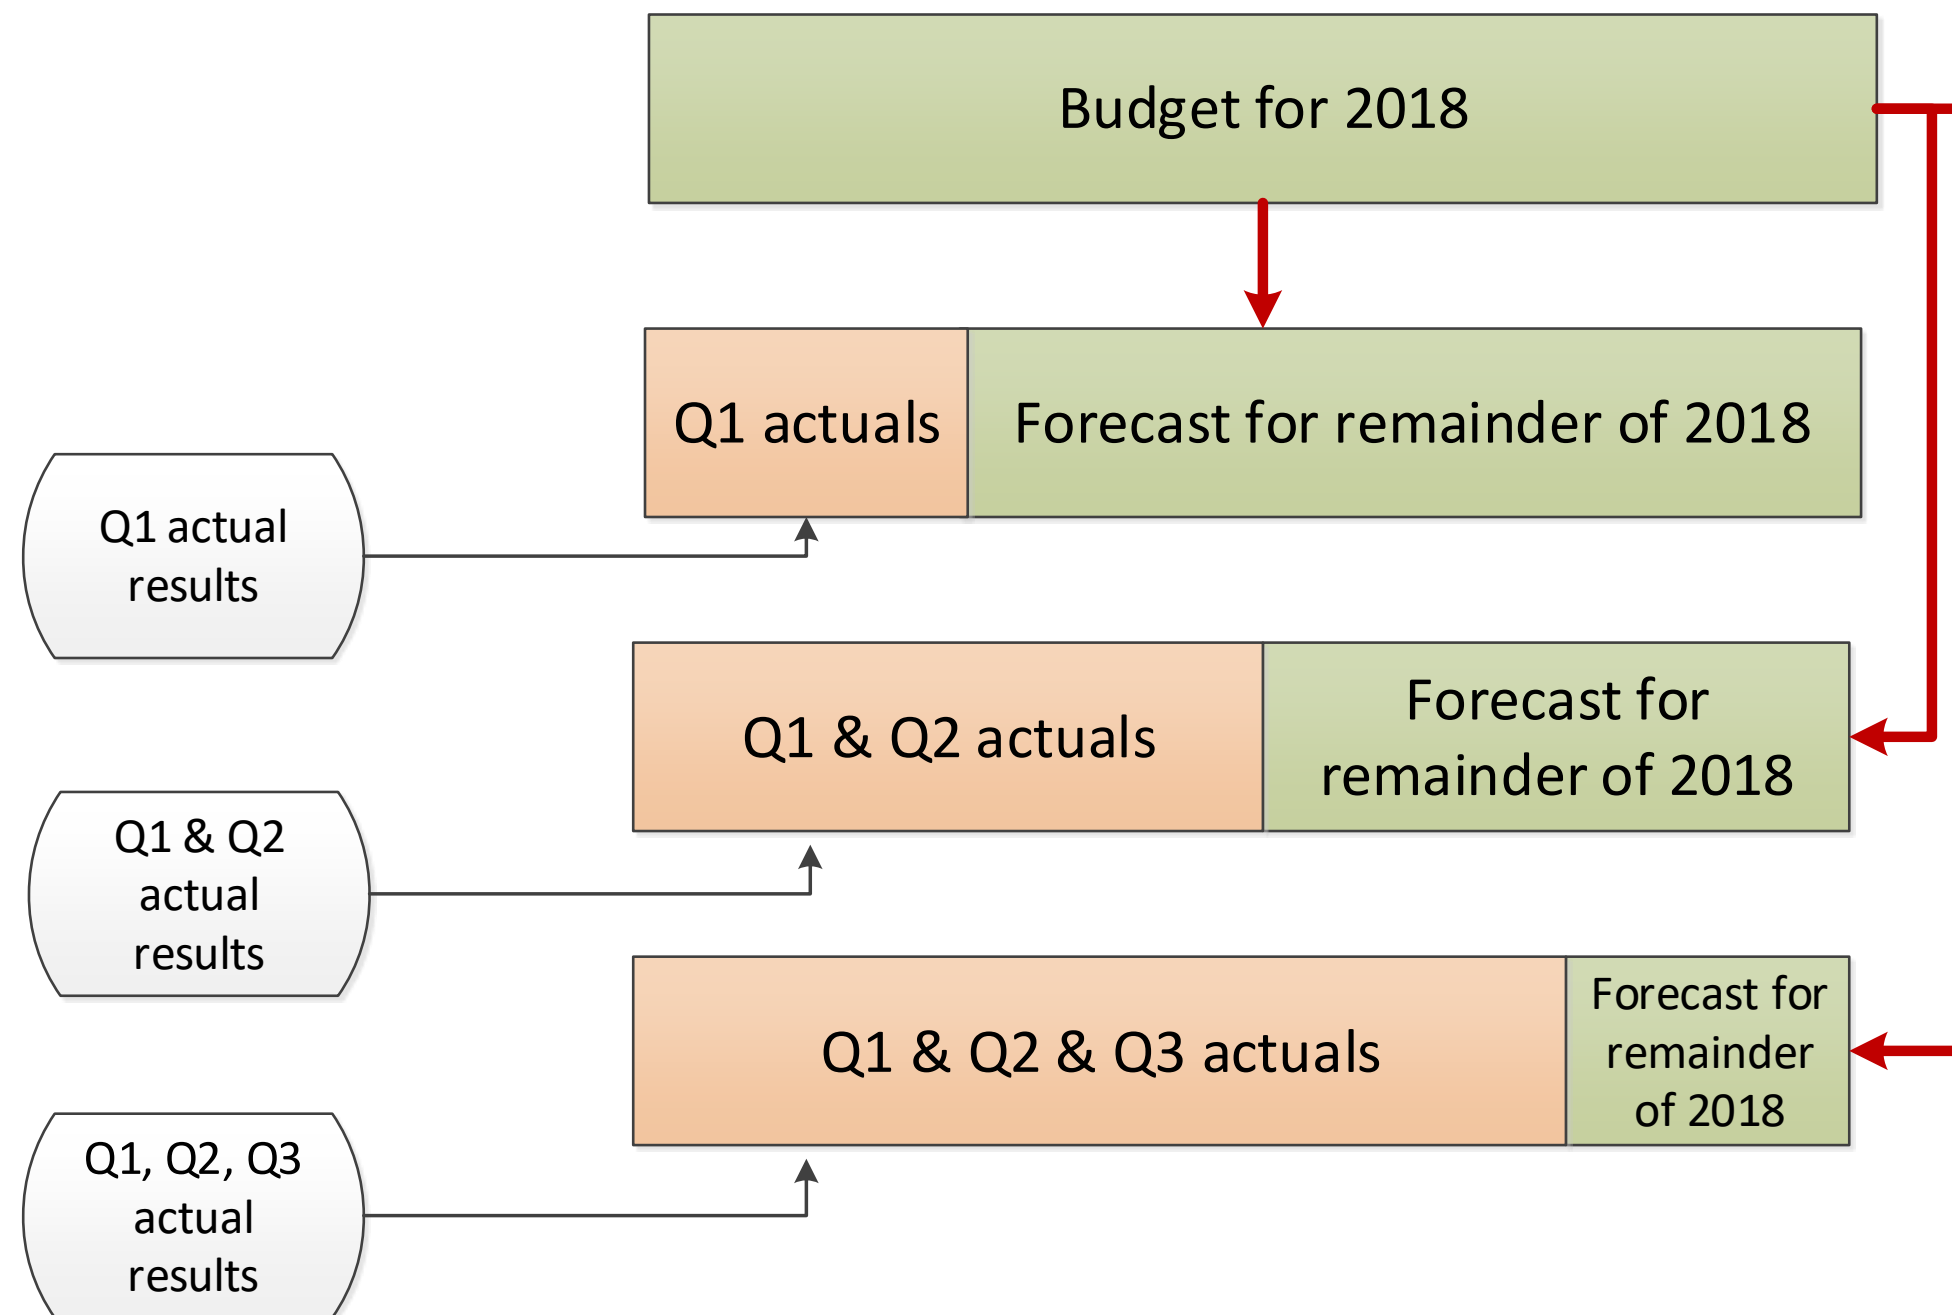 Budget for 2018
Q1 actuals
Forecast for remainder of 2018
Q1 actual
results
Q1 & Q2 actuals
Forecast for
remainder of 2018
Q1 & Q2
actual
results
Q1 & Q2 & Q3 actuals
Forecast for
remainder
of 2018
Q1, Q2, Q3
actual
results